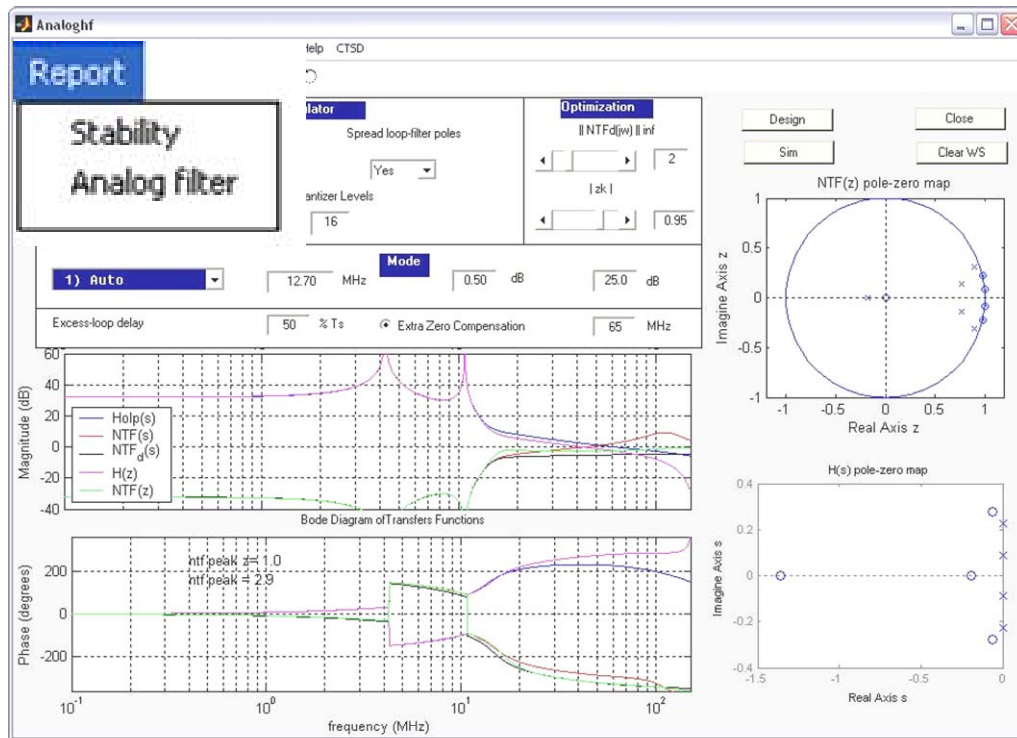 Analoghf
Help CTSD
Report
Stability
Analog filter
Spread loop-filter poles
Yes
16
Optimization
|| NTFd(jw) || inf
2
| zk |
0.95
Design
Close
Sim
Clear WS
1) Auto
Mode
12.70 MHz
0.50 dB
25.0 dB
Excess-loop delay
50 % Ts
Extra Zero Compensation
65 MHz
NTF(z) pole-zero map
Imagine Axis z
1
0.5
0
-0.5
-1
-1 -0.5 0 0.5 1
Real Axis z
Magnitude (dB)
60
40
20
0
-20
-40
Holp(s)
NTF(s)
NTFd(s)
H(z)
NTF(z)
Bode Diagram ofTransfers Functions
Phase (degrees)
200
0
-200
ntf peak z= 1.0
ntf peak = 2.9
10-1 100 101 102
frequency (MHz)
H(s) pole-zero map
Imagine Axis s
0.4
0.2
0
-0.2
-0.4
-1.5 -1 -0.5 0
Real Axis s